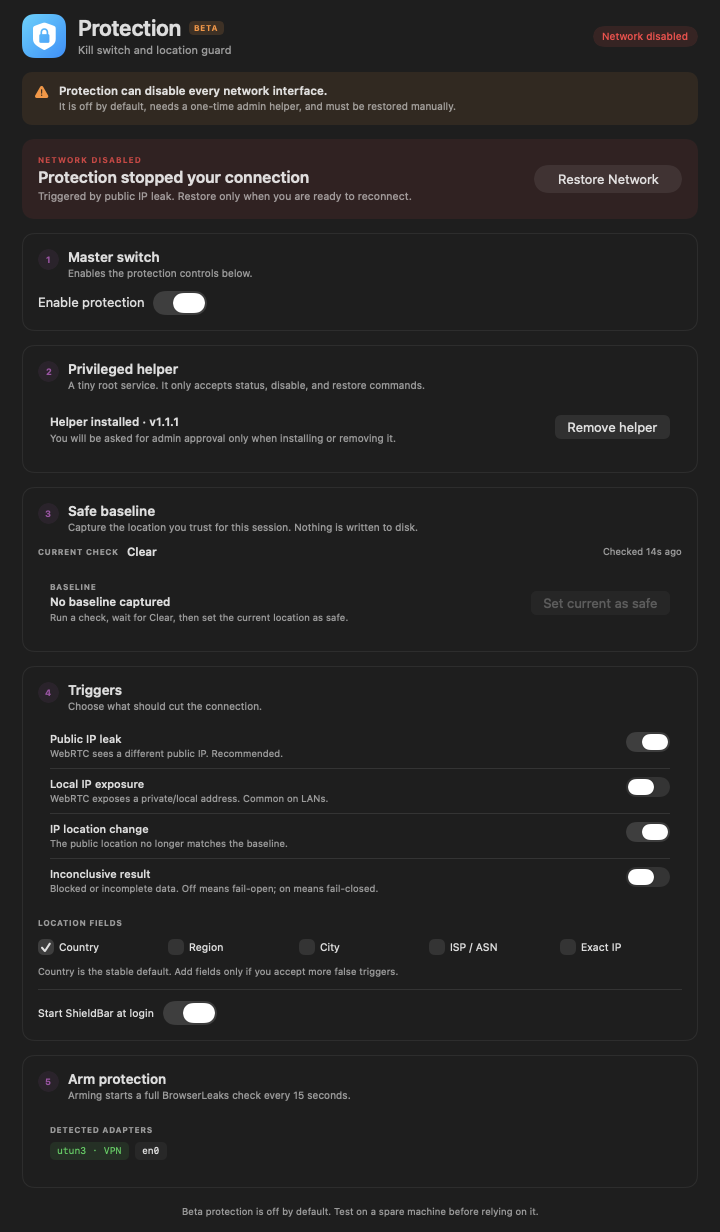 Protection BETA
Kill switch and location guard
Network disabled
Protection can disable every network interface.
It is off by default, needs a one-time admin helper, and must be restored manually.
NETWORK DISABLED
Protection stopped your connection
Triggered by public IP leak. Restore only when you are ready to reconnect.
Restore Network
1 Master switch
Enables the protection controls below.
Enable protection
2 Privileged helper
A tiny root service. It only accepts status, disable, and restore commands.
Helper installed · v1.1.1
You will be asked for admin approval only when installing or removing it.
Remove helper
3 Safe baseline
Capture the location you trust for this session. Nothing is written to disk.
CURRENT CHECK Clear
Checked 14s ago
BASELINE
No baseline captured
Run a check, wait for Clear, then set the current location as safe.
Set current as safe
4 Triggers
Choose what should cut the connection.
Public IP leak
WebRTC sees a different public IP. Recommended.
Local IP exposure
WebRTC exposes a private/local address. Common on LANs.
IP location change
The public location no longer matches the baseline.
Inconclusive result
Blocked or incomplete data. Off means fail-open; on means fail-closed.
LOCATION FIELDS
Country Region City ISP / ASN Exact IP
Country is the stable default. Add fields only if you accept more false triggers.
Start ShieldBar at login
5 Arm protection
Arming starts a full BrowserLeaks check every 15 seconds.
DETECTED ADAPTERS
utun3 · VPN en0
Beta protection is off by default. Test on a spare machine before relying on it.